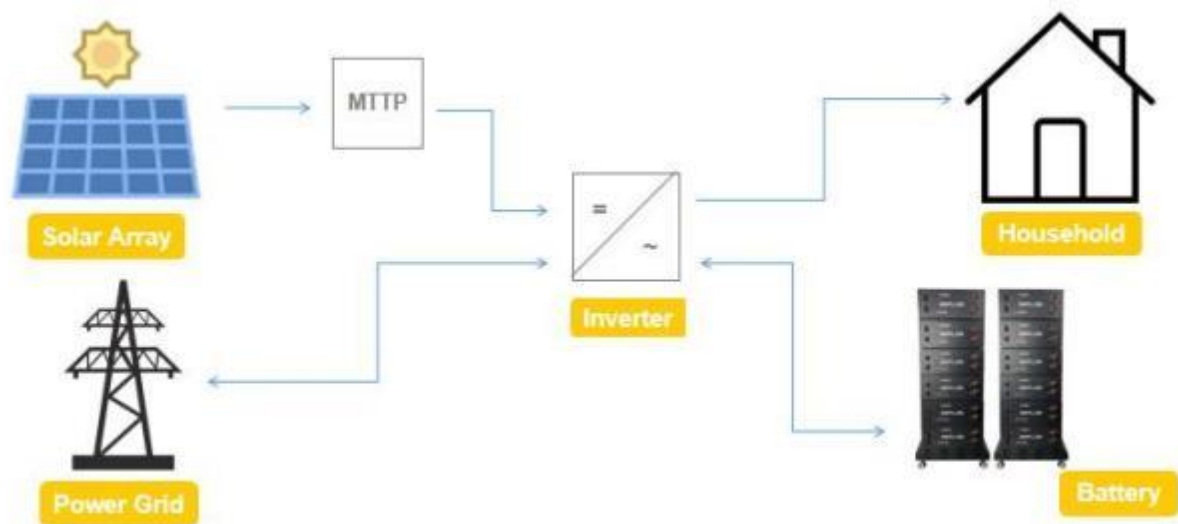 MTTP
Solar Array
=
~
Household
Inverter
Power Grid
Battery